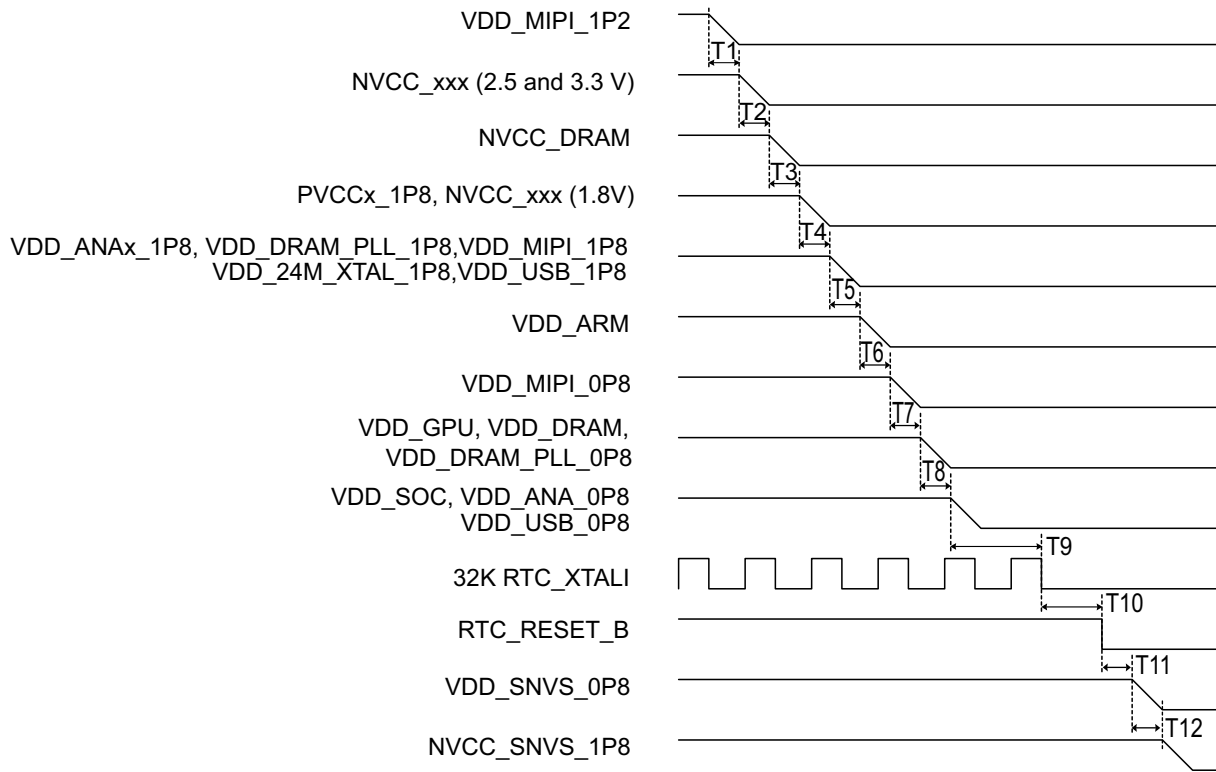 VDD_MIPI_1P2
T1
NVCC_xxx (2.5 and 3.3 V)
T2
NVCC_DRAM
T3
PVCCx_1P8, NVCC_xxx (1.8V)
T4
VDD_ANAx_1P8, VDD_DRAM_PLL_1P8,VDD_MIPI_1P8
VDD_24M_XTAL_1P8,VDD_USB_1P8
T5
VDD_ARM
T6
VDD_MIPI_0P8
T7
VDD_GPU, VDD_DRAM,
VDD_DRAM_PLL_0P8
T8
VDD_SOC, VDD_ANA_0P8
VDD_USB_0P8
T9
32K RTC_XTALI
T10
RTC_RESET_B
T11
VDD_SNVS_0P8
T12
NVCC_SNVS_1P8